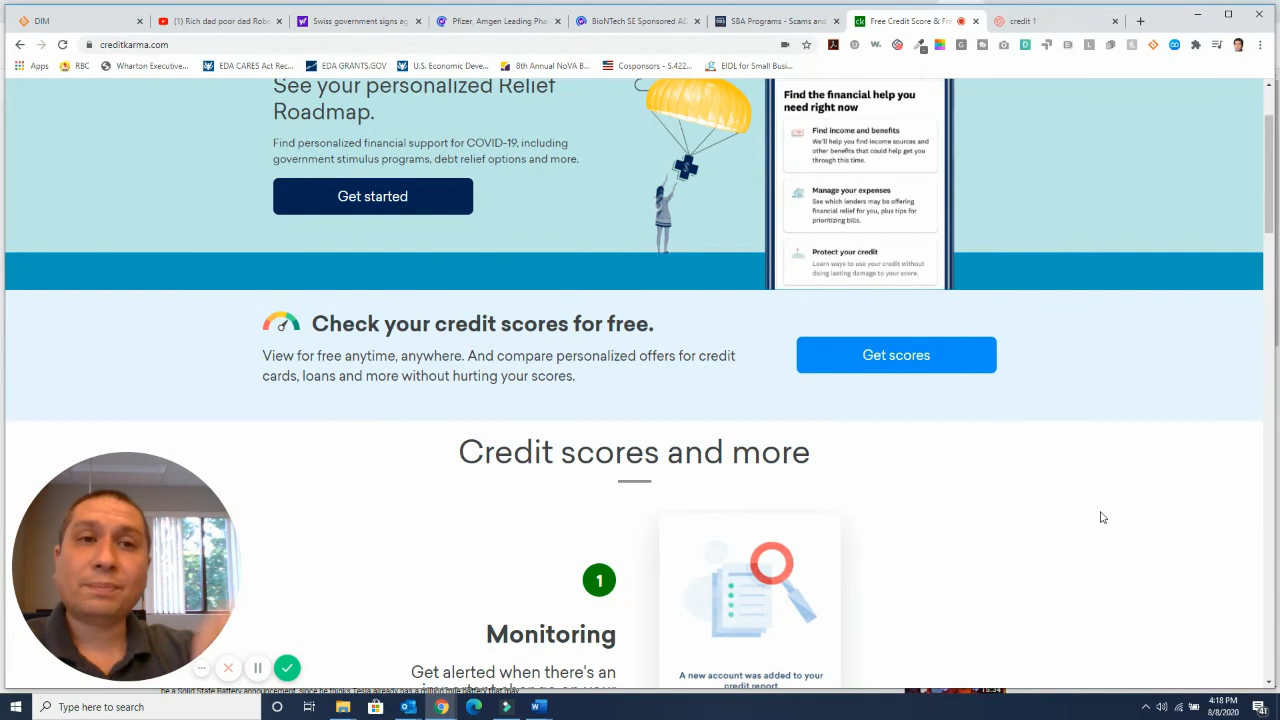 DIM
(1) Rich dad poor dad Robe
Swiss government signs ag
Pfizer, Amgen Leading Pha
BioNTech SE Sponsored AD
SBA Programs - Scams and
Free Credit Score & Fre
credit 1
creditkarma.com
Apps
RBC
Wharton Executive...
EDA CARES Act Rec...
EDA GRANTS.GOV
U.S. Economic Deve...
8th Annual NoVA B...
Cosponsors - S.422...
EIDL for Small Busi...
See your personalized Relief
Roadmap.
Find personalized financial support for COVID-19, including
government stimulus programs, debt relief options and more.
Get started
Find the financial help you
need right now
Find income and benefits
We'll help you find income sources and
other benefits that could help get you
through this time.
Manage your expenses
See which lenders may be offering
financial relief for you, plus tips for
prioritizing bills.
Protect your credit
Learn ways to use your credit without
doing lasting damage to your score.
Check your credit scores for free.
View for free anytime, anywhere. And compare personalized offers for credit
cards, loans and more without hurting your scores.
Get scores
Credit scores and more
1
Monitoring
Get alerted when there's an
A new account was added to your
credit report
Type here to search
4:18 PM
8/8/2020